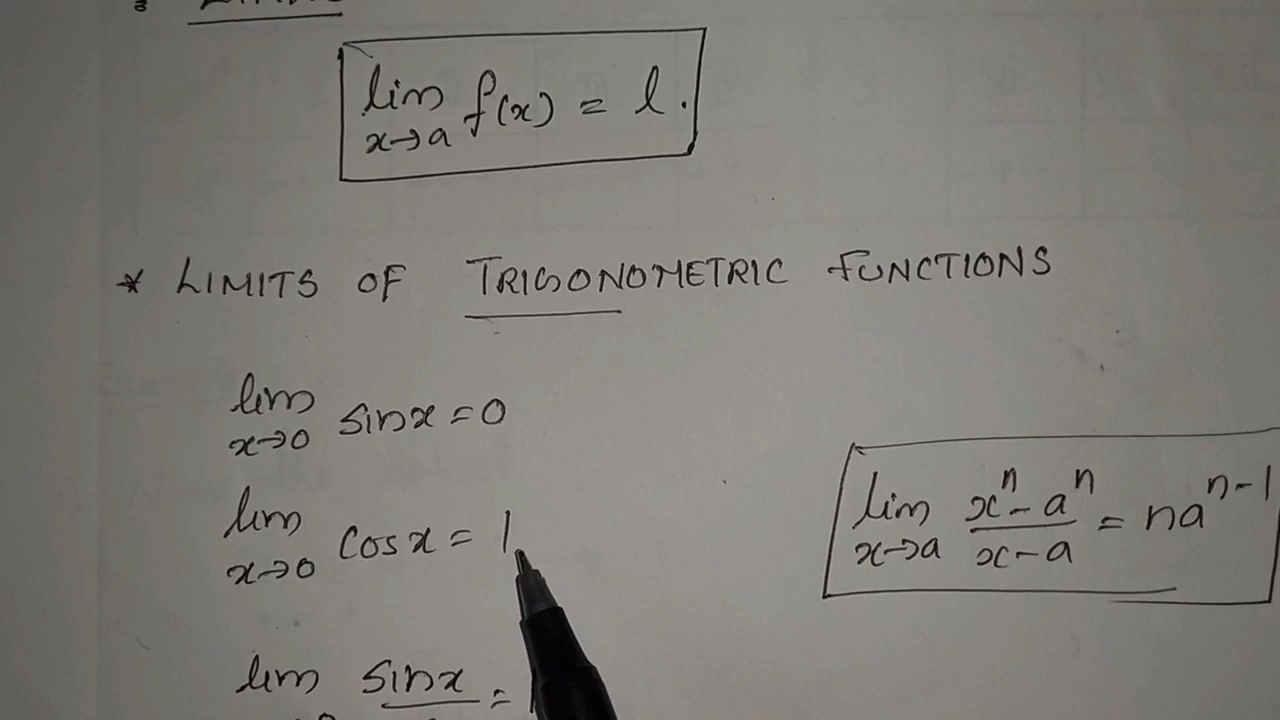 lim f(x) = l.
x→a
* LIMITS OF TRIGONOMETRIC FUNCTIONS
lim sinx = 0
x→0
lim cosx = 1
x→0
lim xⁿ - aⁿ / x - a = naⁿ⁻¹
x→a
lim sinx =